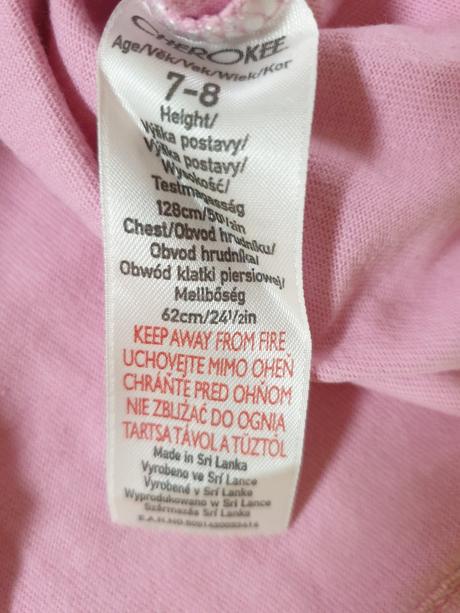 CHEROKEE
Age/Věk/Vek/Wiek/Kor
7-8
Height/
Výška postavy/
Výška postavy/
Wysokość/
Testmagasság
128cm/50½in
Chest/Obvod hrudníku/
Obvod hrudníka/
Obwód klatki piersiowej/
Mellbőség
62cm/24½in
KEEP AWAY FROM FIRE
UCHOVEJTE MIMO OHEŇ
CHRÁŇTE PRED OHŇOM
NIE ZBLIŻAĆ DO OGNIA
TARTSA TÁVOL A TŰZTŐL
Made in Sri Lanka
Vyrobeno ve Srí Lance
Vyrobené v Srí Lanke
Wyprodukowano w Sri Lance
Származás Srí Lanka
E.A.N.NO.